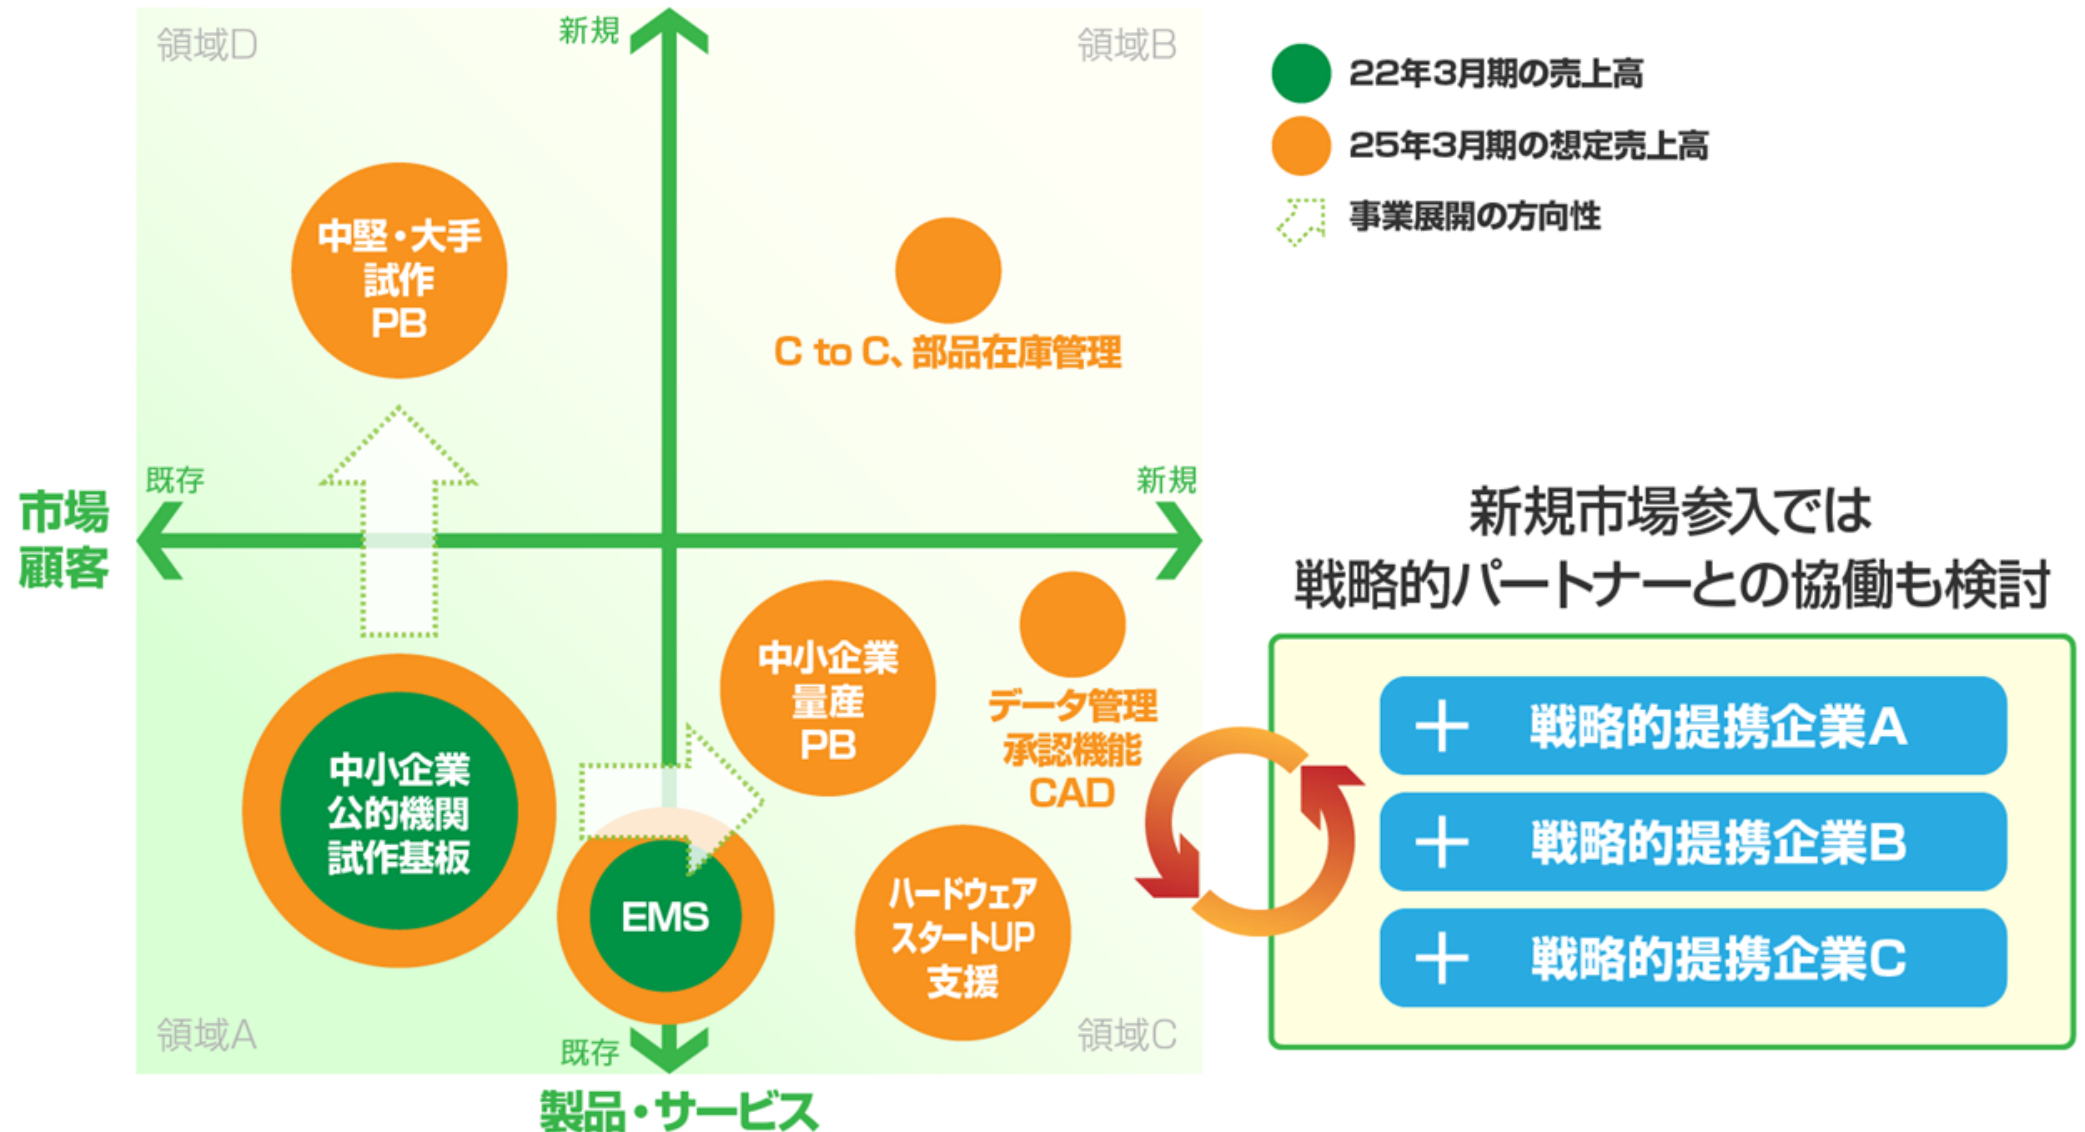 領域D
新規
領域B
中堅・大手
試作
PB
C to C、部品在庫管理
既存
新規
市場
顧客
中小企業
量産
PB
データ管理
承認機能
CAD
中小企業
公的機関
試作基板
EMS
ハードウェア
スタートUP
支援
領域A
既存
領域C
製品・サービス
22年3月期の売上高
25年3月期の想定売上高
事業展開の方向性
新規市場参入では
戦略的パートナーとの協働も検討
＋ 戦略的提携企業A
＋ 戦略的提携企業B
＋ 戦略的提携企業C